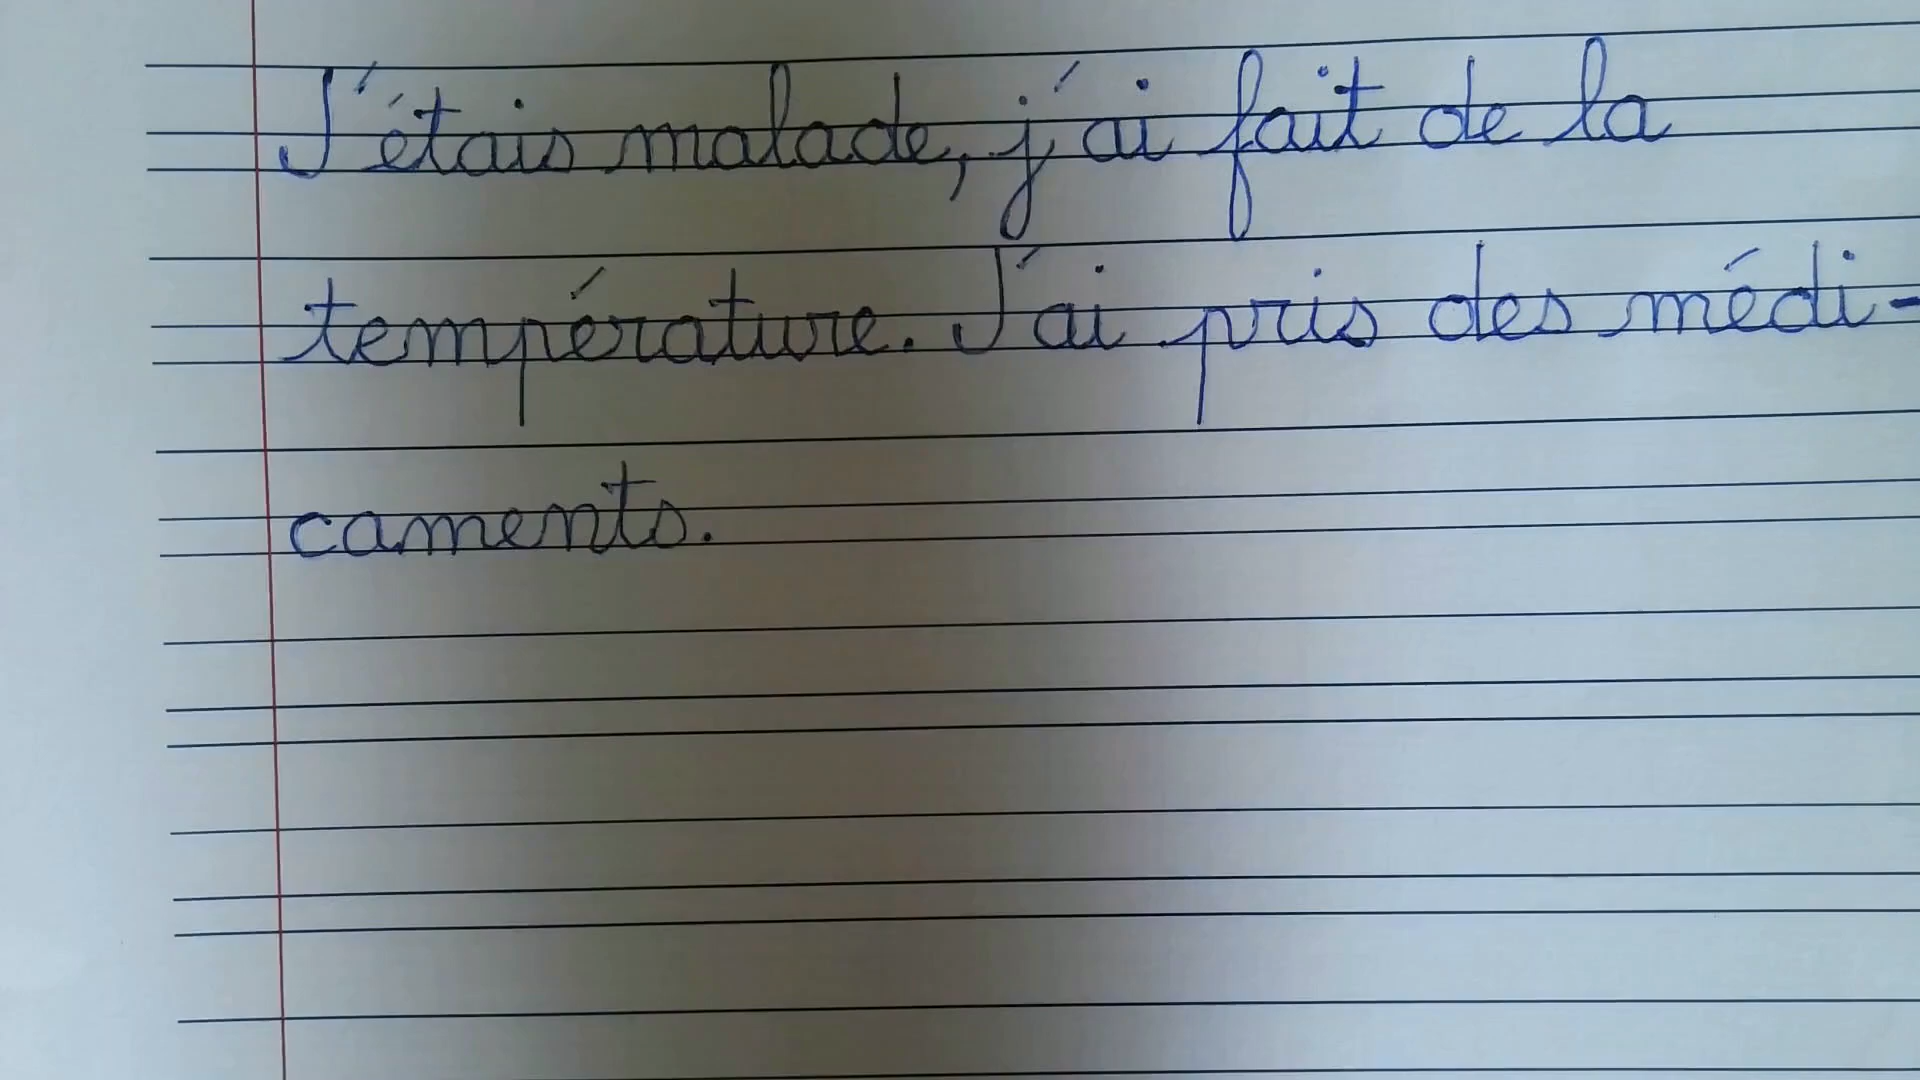 J'étais malade, j'ai fait de la
température. J'ai pris des médi-
caments.